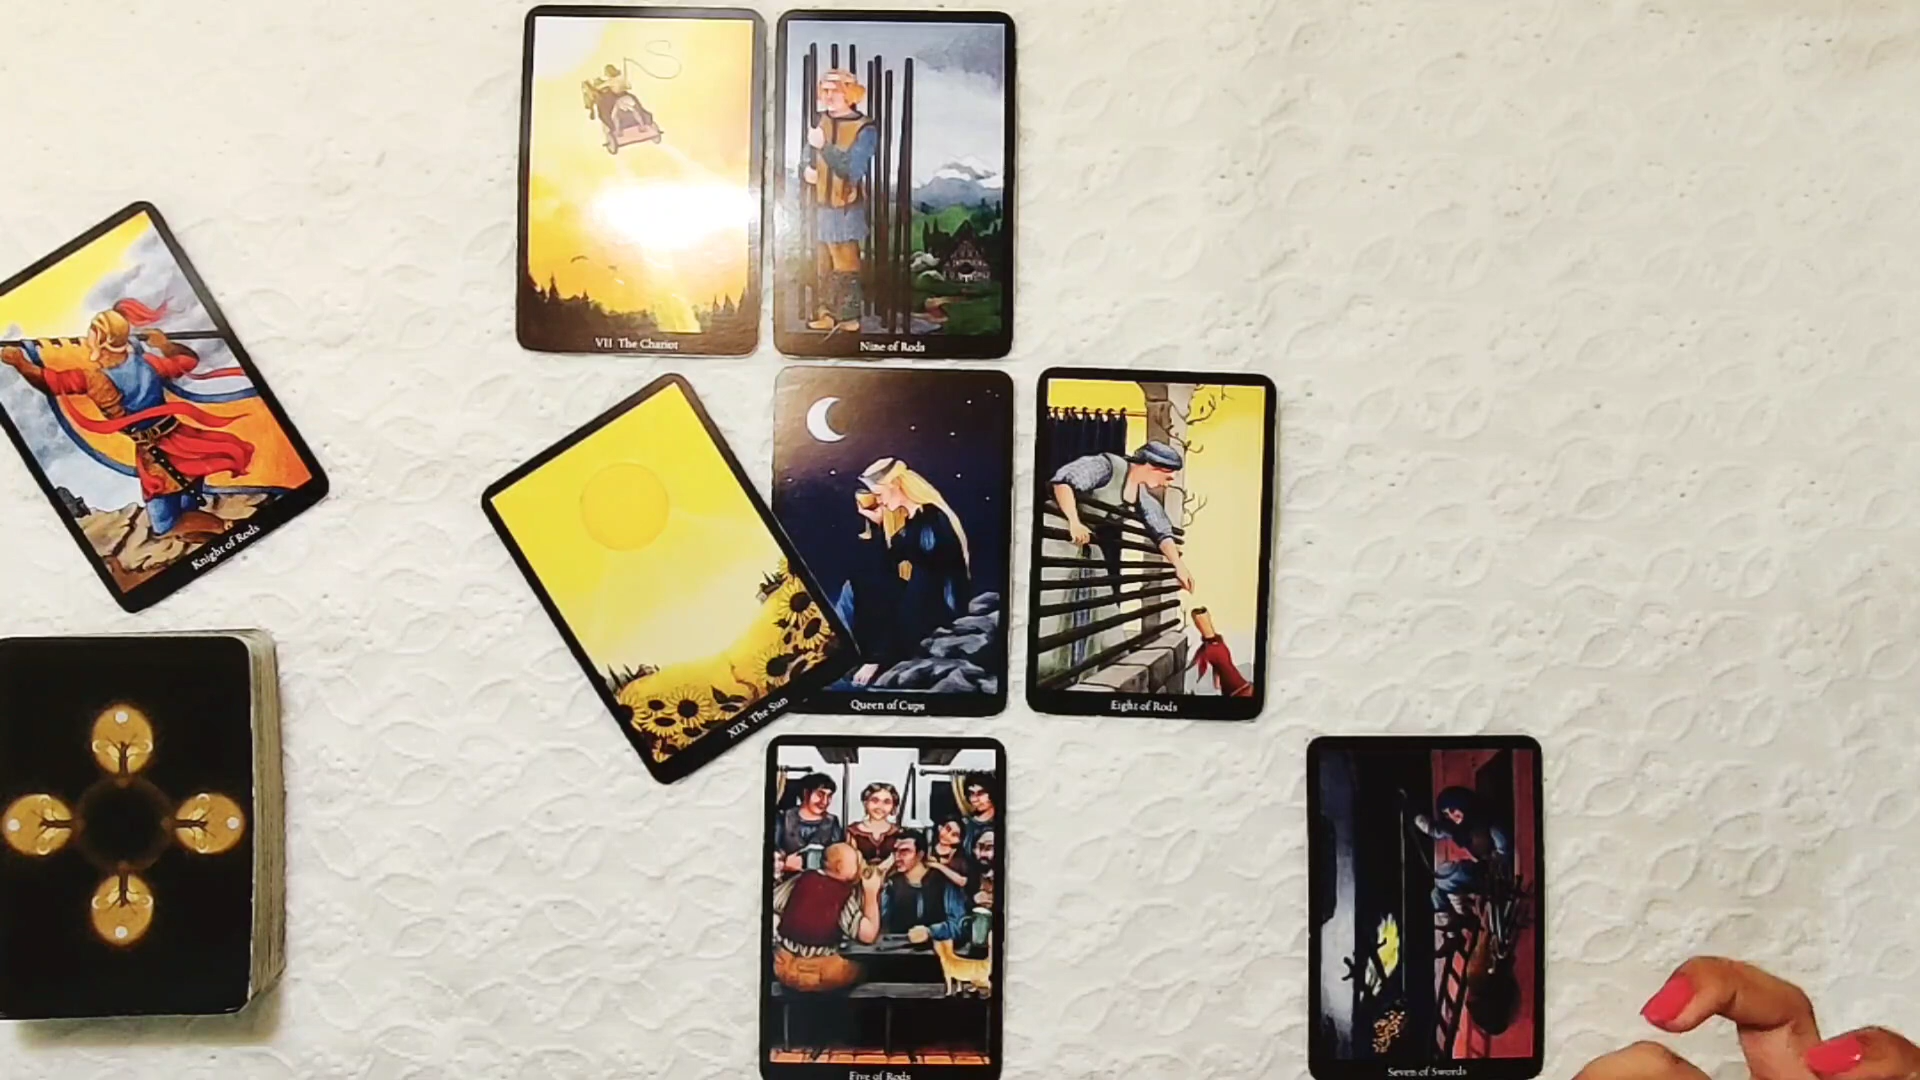 VII The Chariot
Nine of Rods
Knight of Rods
XIX The Sun
Queen of Cups
Eight of Rods
Five of Rods
Seven of Swords